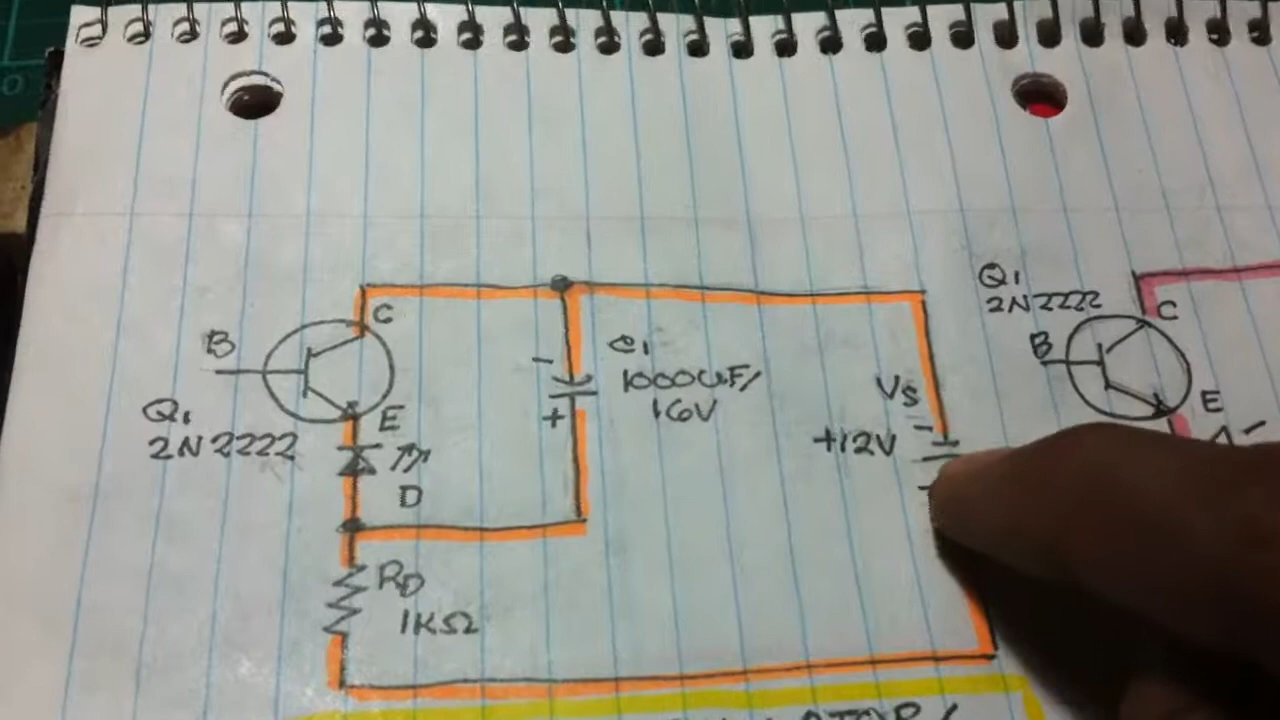 C
B
Q1
2N2222
E
D
-
C1
1000uF/
16V
+
RD
1KΩ
Vs
-
+12V
Q1
2N2222
C
B
E